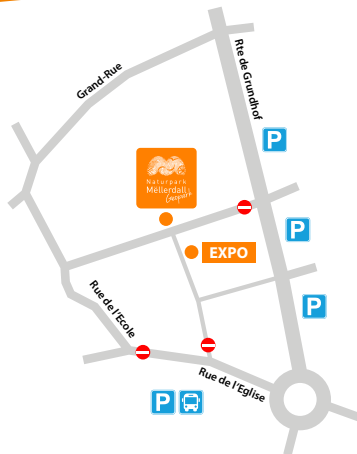 Grand-Rue
Rte de Grundhof
P
Naturpark
Mëllerdall
Geopark
P
EXPO
P
Rue de l'Ecole
Rue de l'Eglise
P